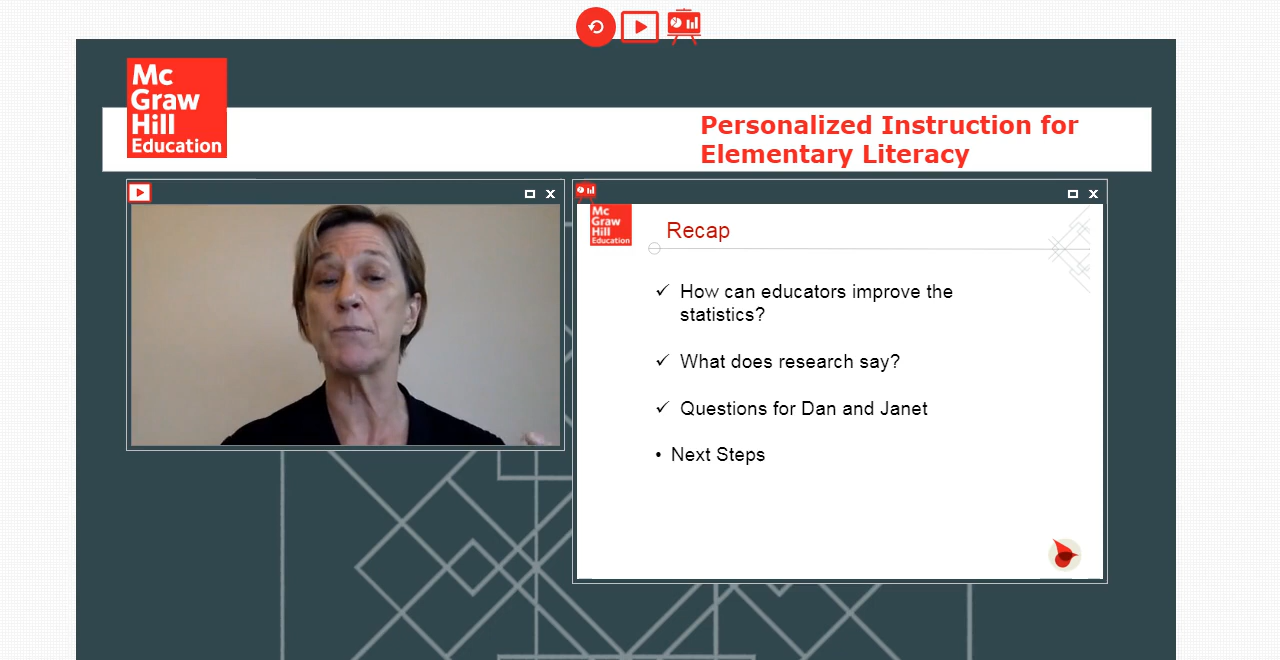 Mc
Graw
Hill
Education
Personalized Instruction for
Elementary Literacy
Mc
Graw
Hill
Education
Recap
✓ How can educators improve the
statistics?
✓ What does research say?
✓ Questions for Dan and Janet
• Next Steps